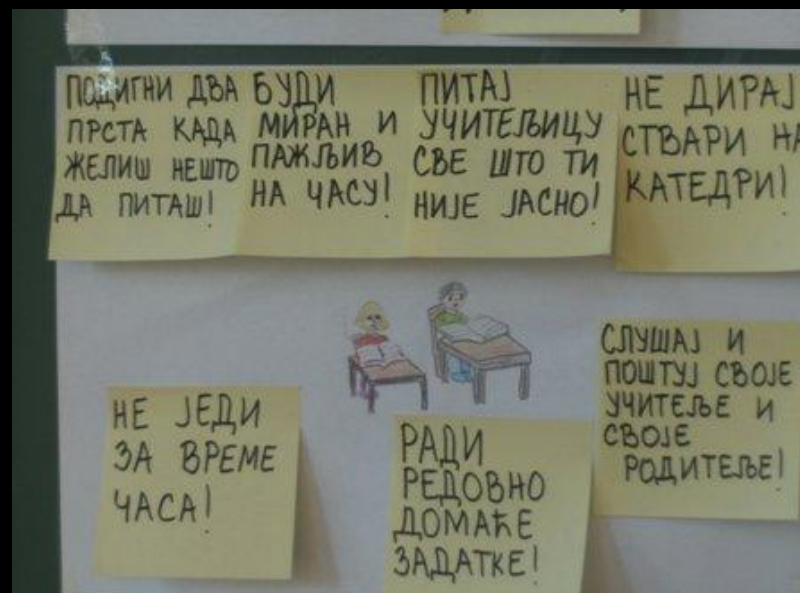 ПОДИГНИ ДВА
ПРСТА КАДА
ЖЕЛИШ НЕШТО
ДА ПИТАШ!
БУДИ
МИРАН И
ПАЖЉИВ
НА ЧАСУ!
ПИТАЈ
УЧИТЕЉИЦУ
СВЕ ШТО ТИ
НИЈЕ ЈАСНО!
НЕ ДИРАЈ
СТВАРИ НА
КАТЕДРИ!
СЛУШАЈ И
ПОШТУЈ СВОЈЕ
УЧИТЕЉЕ И
СВОЈЕ
РОДИТЕЉЕ!
НЕ ЈЕДИ
ЗА ВРЕМЕ
ЧАСА!
РАДИ
РЕДОВНО
ДОМАЋЕ
ЗАДАТКЕ!